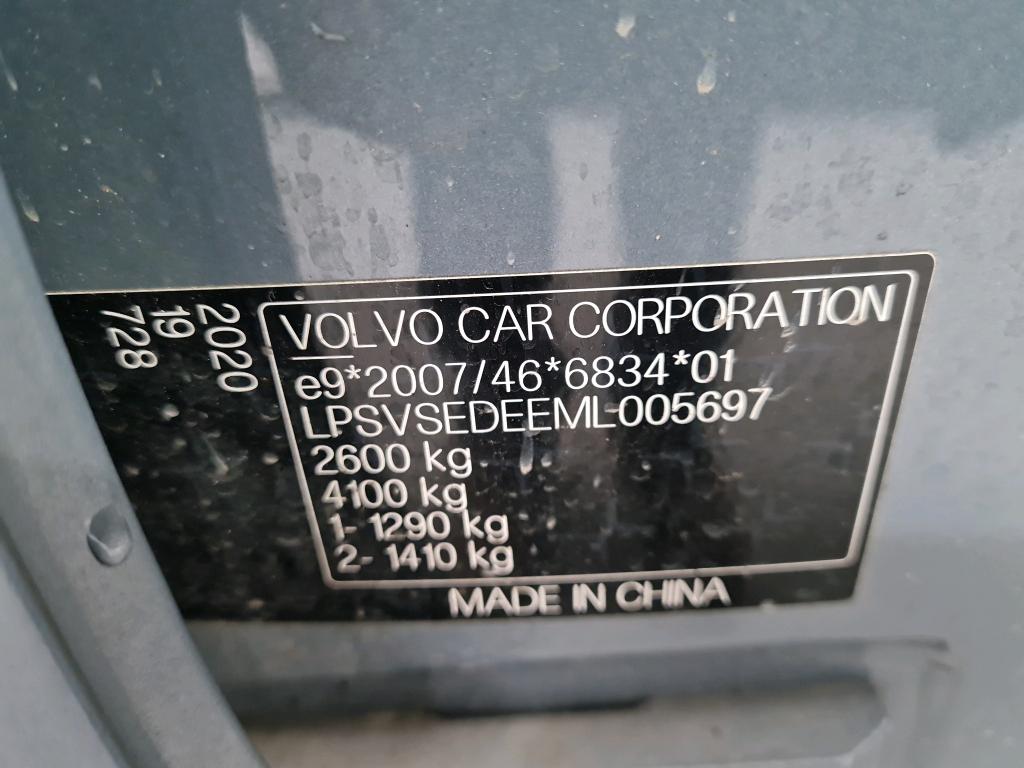 2020
19
728
VOLVO CAR CORPORATION
e9*2007/46*6834*01
LPSVSEDEEML005697
2600 kg
4100 kg
1- 1290 kg
2- 1410 kg
MADE IN CHINA